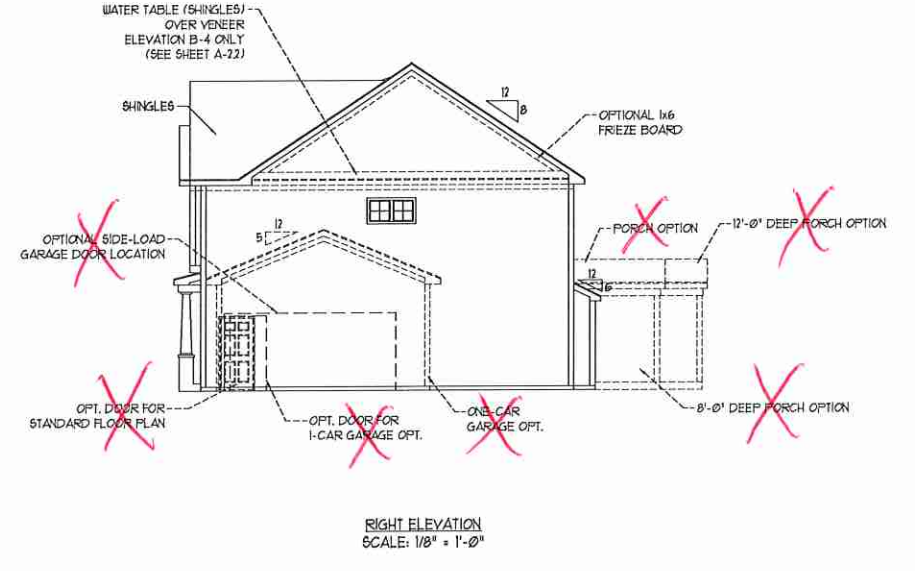 WATER TABLE (SHINGLES)
OVER VENEER
ELEVATION B-4 ONLY
(SEE SHEET A-2.2)
12
8
SHINGLES
OPTIONAL 1x6
FRIEZE BOARD
12
5
OPTIONAL SIDE-LOAD
GARAGE DOOR LOCATION
PORCH OPTION
12'-0" DEEP PORCH OPTION
12
6
OPT. DOOR FOR
STANDARD FLOOR PLAN
OPT. DOOR FOR
1-CAR GARAGE OPT.
ONE-CAR
GARAGE OPT.
8'-0" DEEP PORCH OPTION
RIGHT ELEVATION
SCALE: 1/8" = 1'-0"